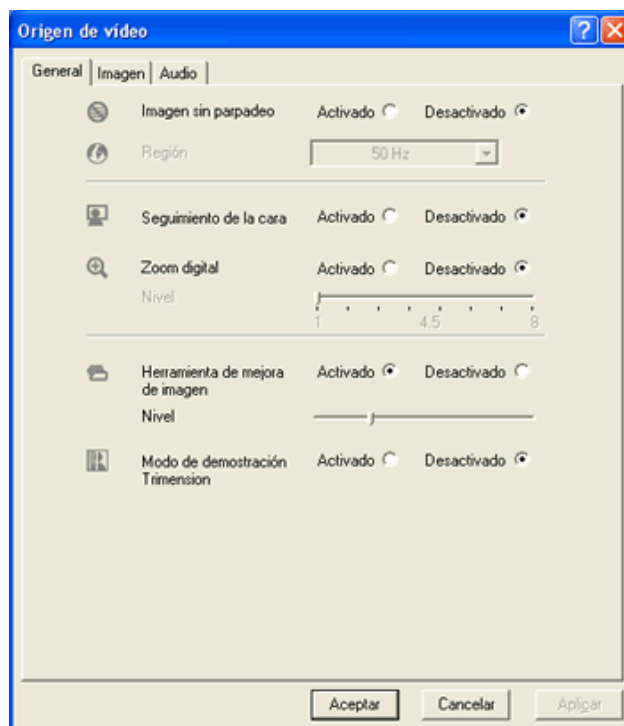 Origen de vídeo
General Imagen Audio
Imagen sin parpadeo Activado Desactivado
Región 50 Hz
Seguimiento de la cara Activado Desactivado
Zoom digital Activado Desactivado
Nivel
1 4.5 8
Herramienta de mejora Activado Desactivado
de imagen
Nivel
Modo de demostración Activado Desactivado
Trimension
Aceptar Cancelar Aplicar